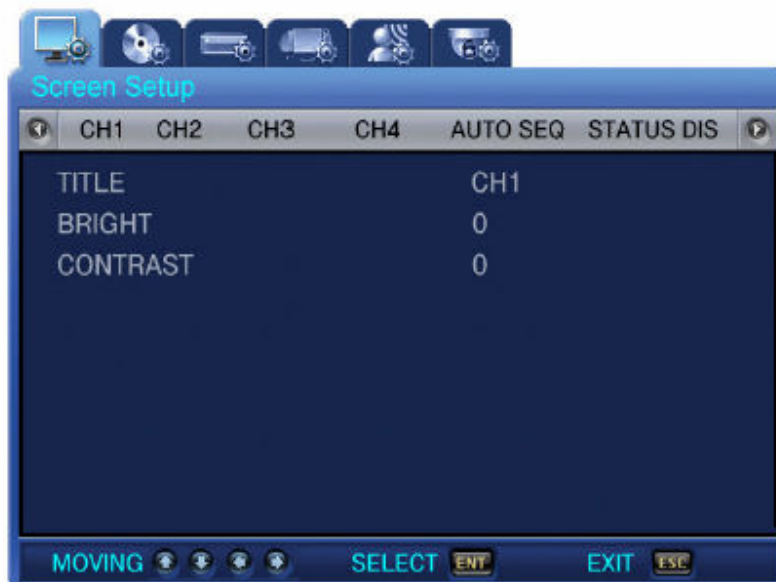 Screen Setup
CH1 CH2 CH3 CH4 AUTO SEQ STATUS DIS
TITLE CH1
BRIGHT 0
CONTRAST 0
MOVING SELECT ENT EXIT ESC